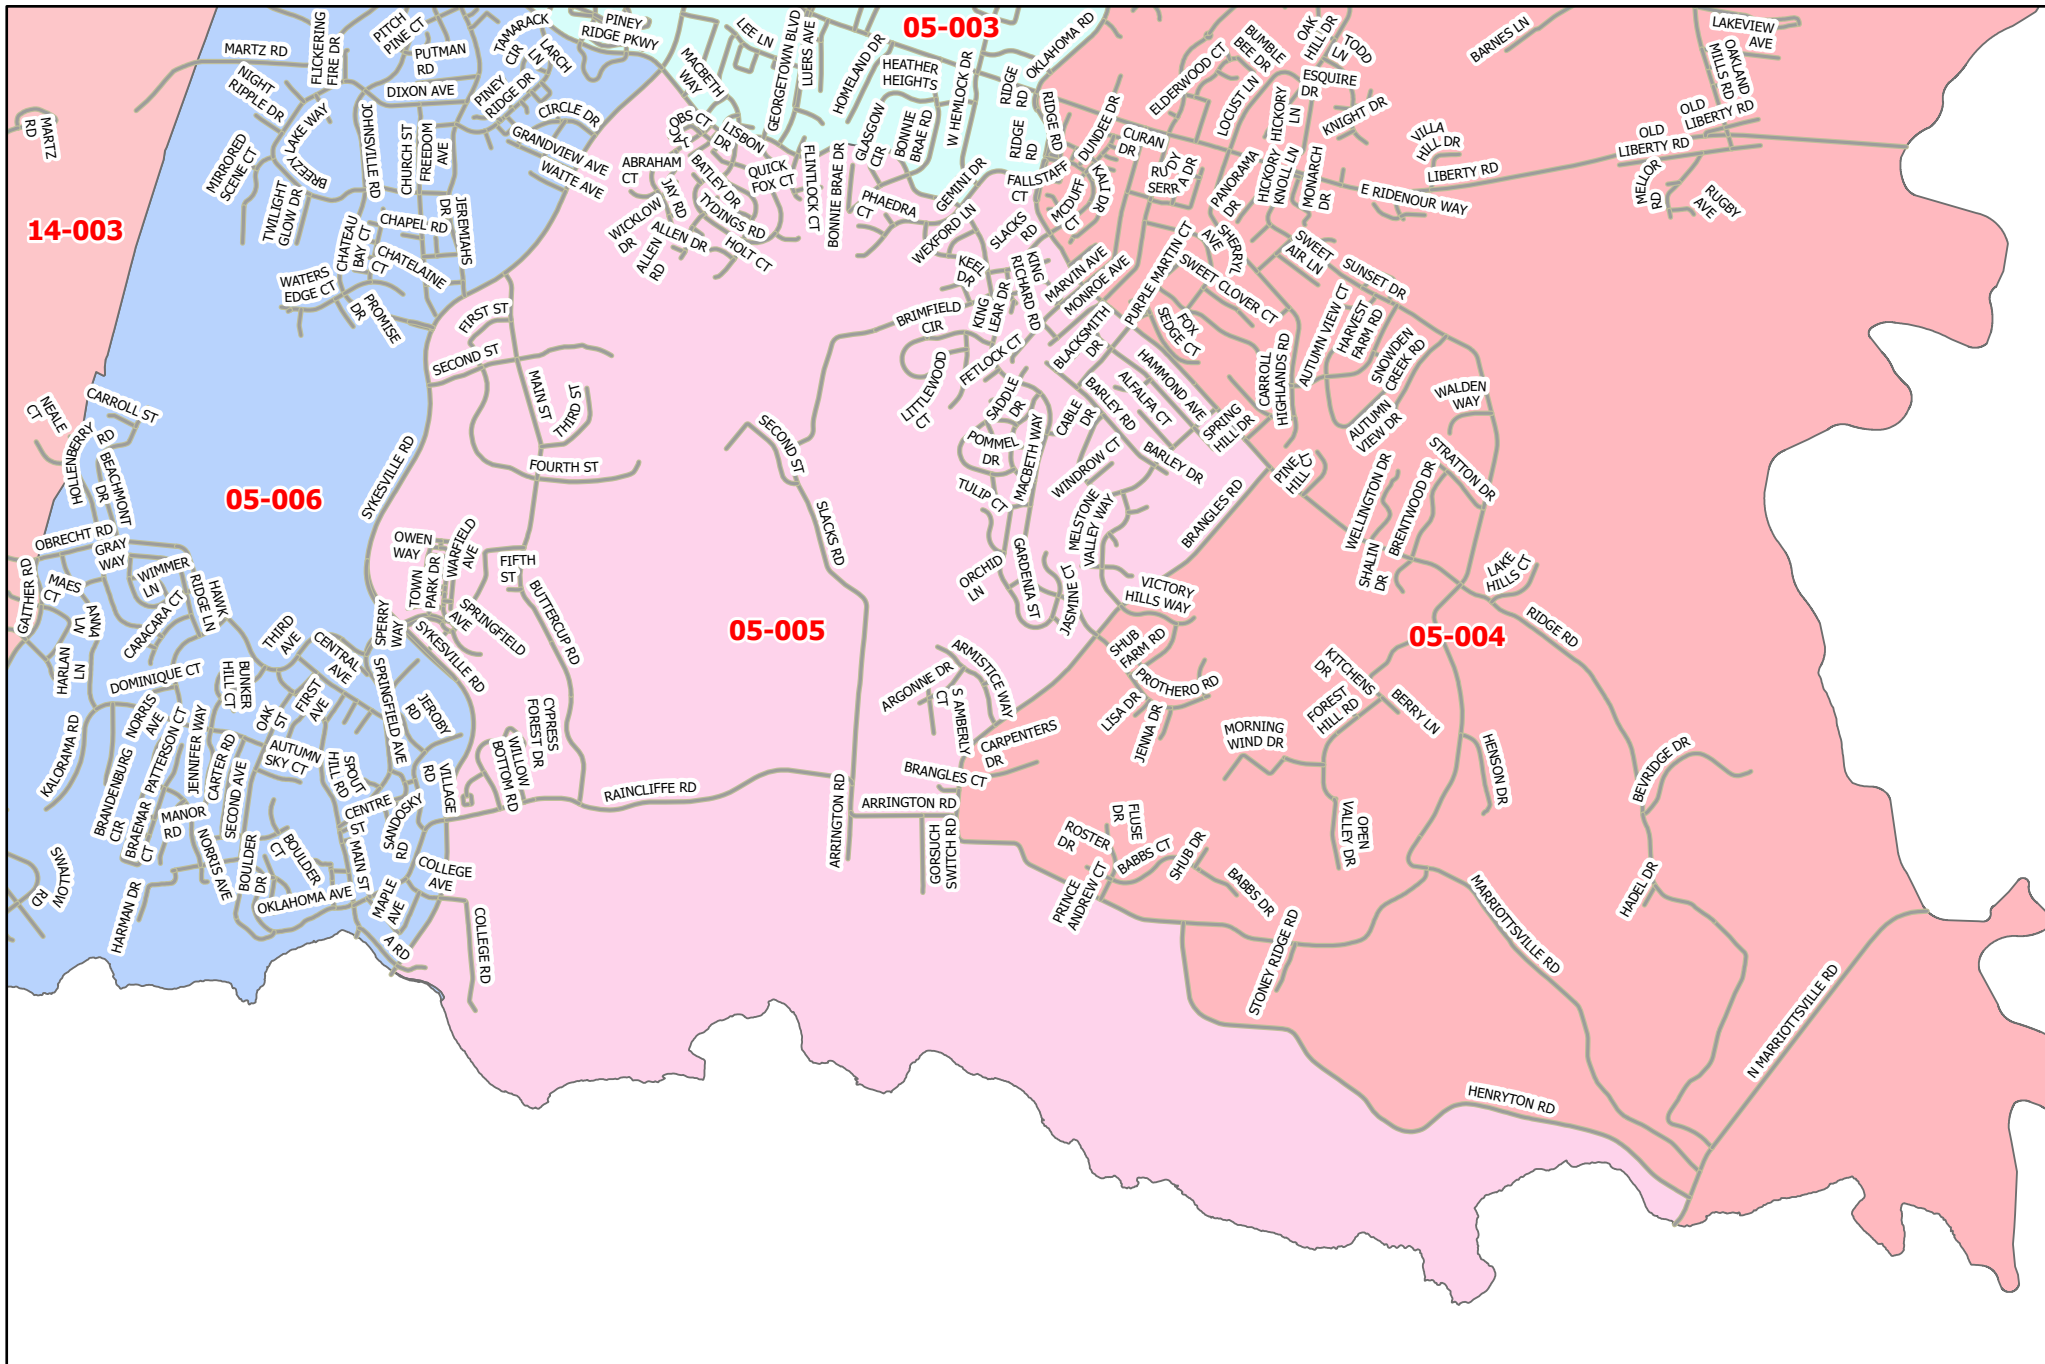 05-003
14-003
05-006
05-005
05-004
MARTZ RD
FLICKERING
FIRE DR
PITCH
PINE CT
PUTMAN
RD
TAMARACK
CIR
PINEY
LARCH
LN
PINEY
RIDGE PKWY
NIGHT
RIPPLE DR
DIXON AVE
RIDGE DR
CIRCLE DR
GRANDVIEW AVE
WAITE AVE
MARTZ
RD
MIRRORED
SCENE CT
BREEZY LAKE WAY
JOHNSVILLE RD
CHURCH ST
FREEDOM
AVE
TWILIGHT
GLOW DR
CHATEAU
BAY CT
CHAPEL RD
JEREMIAHS
DR
CHATELAINE
CT
WATERS
EDGE CT
PROMISE
DR
MACBETH
WAY
LEE LN
GEORGETOWN BLVD
LUERS AVE
HOMELAND DR
HEATHER
HEIGHTS
W HEMLOCK DR
RIDGE
RD
OKLAHOMA RD
JACOBS CT
LISBON
DR
ABRAHAM
CT
BATLEY DR
QUICK
FOX CT
FLINTLOCK CT
BONNIE BRAE DR
GLASGOW
CIR
BONNIE
BRAE RD
RIDGE
RD
RIDGE RD
JAY RD
TYDINGS RD
WICKLOW
DR
ALLEN DR
ALLEN
RD
HOLT CT
PHAEDRA
CT
GEMINI DR
WEXFORD LN
FALLSTAFF
CT
DUNDEE DR
CURAN
DR
KALI DR
MCDUFF
CT
SLACKS
RD
ELDERWOOD CT
BUMBLE
BEE DR
OAK
HILL DR
TODD
LN
ESQUIRE
DR
LOCUST LN
HICKORY
LN
KNIGHT DR
RUDY
SERRA DR
PANORAMA
DR
HICKORY
KNOLL LN
MONARCH
DR
BARNES LN
VILLA
HILL DR
LIBERTY RD
E RIDENOUR WAY
OLD
LIBERTY RD
OLD
LIBERTY RD
LAKEVIEW
AVE
OAKLAND
MILLS RD
MELLOR
RD
RUGBY
AVE
KEEL
DR
KING
RICHARD RD
KING
LEAR DR
MARVIN AVE
MONROE AVE
PURPLE MARTIN CT
SHERRYL
AVE
SWEET CLOVER CT
SWEET
AIR LN
SUNSET DR
FOX
SEDGE CT
AUTUMN VIEW CT
HARVEST
FARM RD
SNOWDEN
CREEK RD
CARROLL
HIGHLANDS RD
WALDEN
WAY
AUTUMN
VIEW DR
BRIMFIELD
CIR
LITTLEWOOD
CT
FETLOCK CT
SADDLE
DR
BLACKSMITH
DR
HAMMOND AVE
ALFALFA CT
BARLEY RD
CABLE
DR
SPRING
HILL DR
BARLEY DR
POMMEL
DR
MACBETH WAY
WINDROW CT
TULIP CT
MELSTONE
VALLEY WAY
BRANGLES RD
PINE
HILL CT
WELLINGTON DR
BRENTWOOD DR
STRATTON DR
SHALIN
DR
LAKE
HILLS CT
RIDGE RD
FIRST ST
SECOND ST
MAIN ST
THIRD ST
FOURTH ST
SECOND ST
SLACKS RD
SYKESVILLE RD
NEALE
CT
CARROLL ST
HOLLENBERRY
RD
BEACHMONT
DR
OBRECHT RD
GRAY
WAY
WIMMER
LN
GAITHER RD
MAES
CT
ANNA
LN
CARACARA CT
HAWK
RIDGE LN
HARLAN
LN
DOMINIQUE CT
THIRD
AVE
CENTRAL
AVE
SPERRY
WAY
OWEN
WAY
TOWN
PARK DR
WARFIELD
AVE
FIFTH
ST
SPRINGFIELD
AVE
SYKESVILLE RD
BUTTERCUP RD
ORCHID
LN
GARDENIA ST
JASMINE CT
VICTORY
HILLS WAY
SHUB
FARM RD
PROTHERO RD
LISA DR
JENNA DR
ARGONNE DR
ARMISTICE WAY
S AMBERLY
CT
CARPENTERS
DR
BRANGLES CT
ARRINGTON RD
ARRINGTON RD
RAINCLIFFE RD
GORSUCH
SWITCH RD
CYPRESS
FOREST DR
WILLOW
BOTTOM RD
KALORAMA RD
NORRIS
AVE
BUNKER
HILL CT
OAK
ST
FIRST
AVE
SPRINGFIELD AVE
JEROBY
RD
BRANDENBURG
CIR
PATTERSON CT
JENNIFER WAY
CARTER RD
SECOND AVE
AUTUMN
SKY CT
SPOUT
HILL RD
VILLAGE
RD
BRAEMAR
CT
MANOR
RD
NORRIS AVE
BOULDER
DR
BOULDER
CT
CENTRE
ST
SANDOSKY
RD
MAIN ST
COLLEGE
AVE
SWALLOW
RD
HARMAN DR
OKLAHOMA AVE
MAPLE
AVE
A RD
COLLEGE RD
KITCHENS
DR
FOREST
HILL RD
BERRY LN
MORNING
WIND DR
HENSON DR
BEVRIDGE DR
OPEN
VALLEY DR
ROSTER
DR
FLUSE
DR
BABBS CT
SHUB DR
PRINCE
ANDREW CT
BABBS DR
STONEY RIDGE RD
MARRIOTTSVILLE RD
HADEL DR
N MARRIOTTSVILLE RD
HENRYTON RD